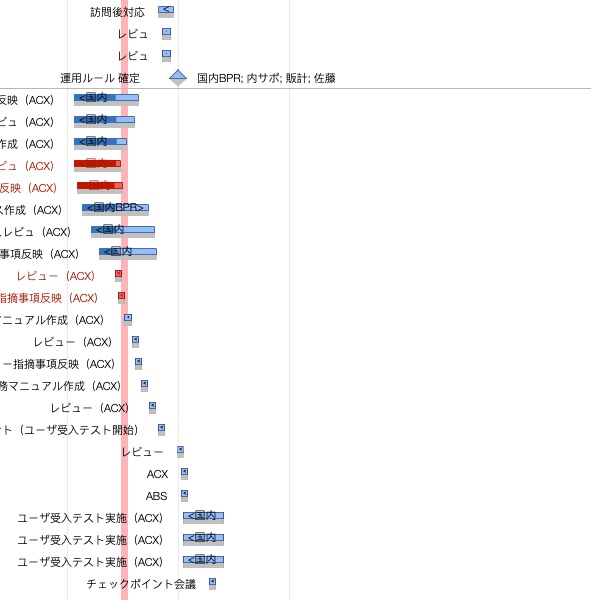 訪問後対応 <
レビュ
レビュ
運用ルール 確定 国内BPR; 内サポ; 販計; 佐藤
反映（ACX） <国内
ビュ（ACX） <国内
作成（ACX） <国内
ビュ（ACX） 国内
反映（ACX） 国内
ス作成（ACX） <国内BPR>
レビュ（ACX） <国内
事項反映（ACX） <国内
レビュー（ACX）
指摘事項反映（ACX）
マニュアル作成（ACX）
レビュー（ACX）
ー指摘事項反映（ACX）
務マニュアル作成（ACX）
レビュー（ACX）
ト（ユーザ受入テスト開始）
レビュー
ACX
ABS
ユーザ受入テスト実施（ACX） <国内
ユーザ受入テスト実施（ACX） <国内
ユーザ受入テスト実施（ACX） <国内
チェックポイント会議